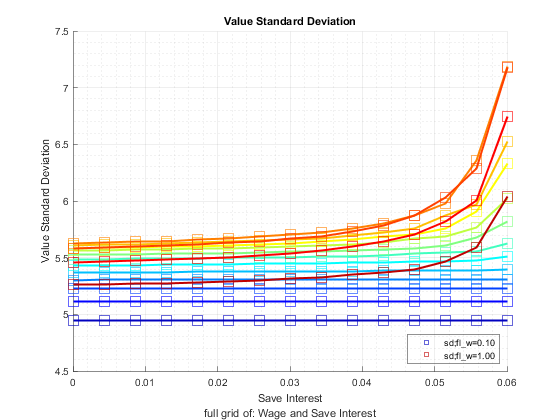 Value Standard Deviation
7.5
7
6.5
6
5.5
5
4.5
Value Standard Deviation
0
0.01
0.02
0.03
0.04
0.05
0.06
sd;fl_w=0.10
sd;fl_w=1.00
Save Interest
full grid of: Wage and Save Interest